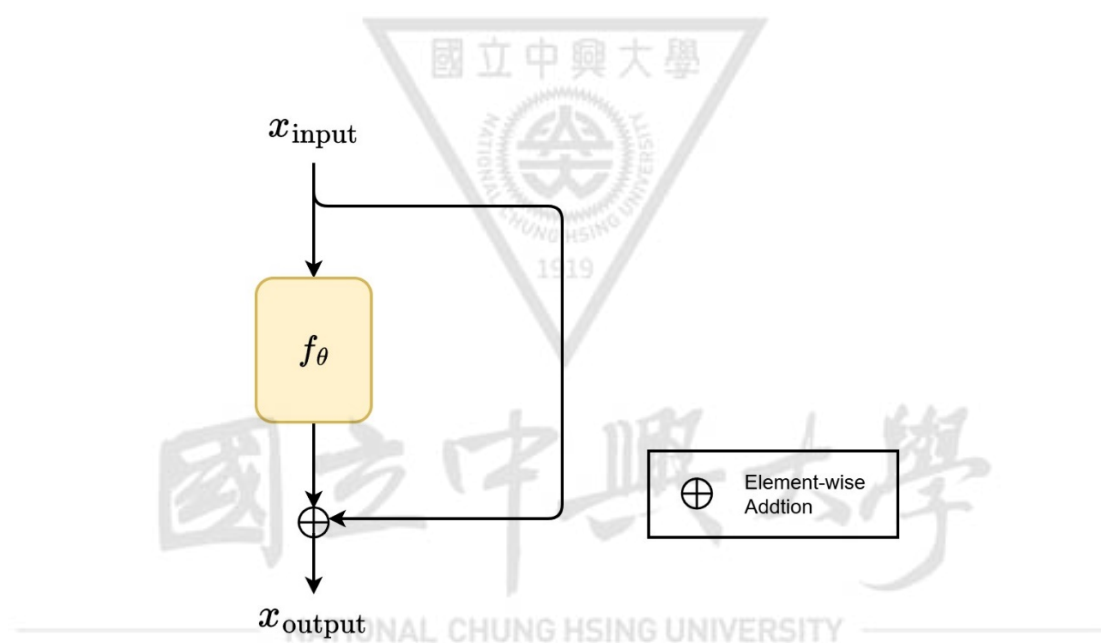 國立中興大學
NATIONAL CHUNG HSING UNIVERSITY
1919
x_input
f_θ
國立中興大學
Element-wise
Addtion
x_output
NATIONAL CHUNG HSING UNIVERSITY